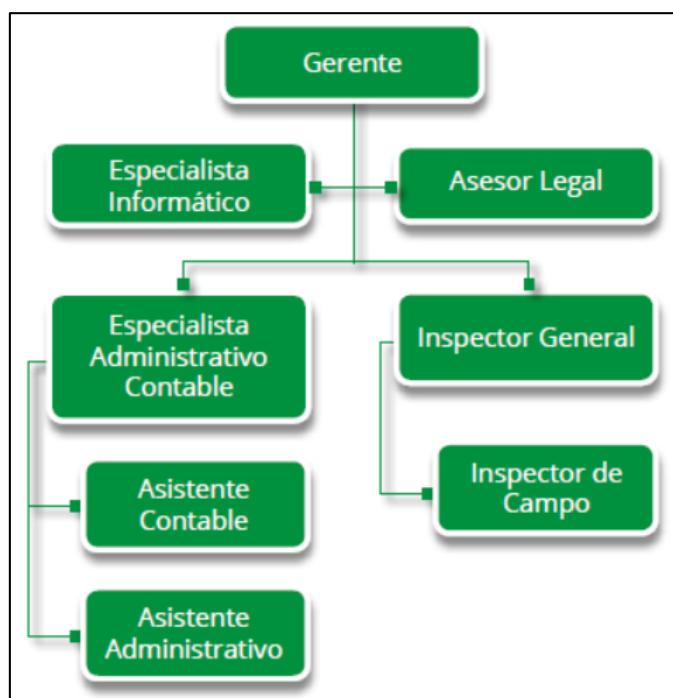 Gerente
Especialista
Informático
Asesor Legal
Especialista
Administrativo
Contable
Inspector General
Asistente
Contable
Inspector de
Campo
Asistente
Administrativo